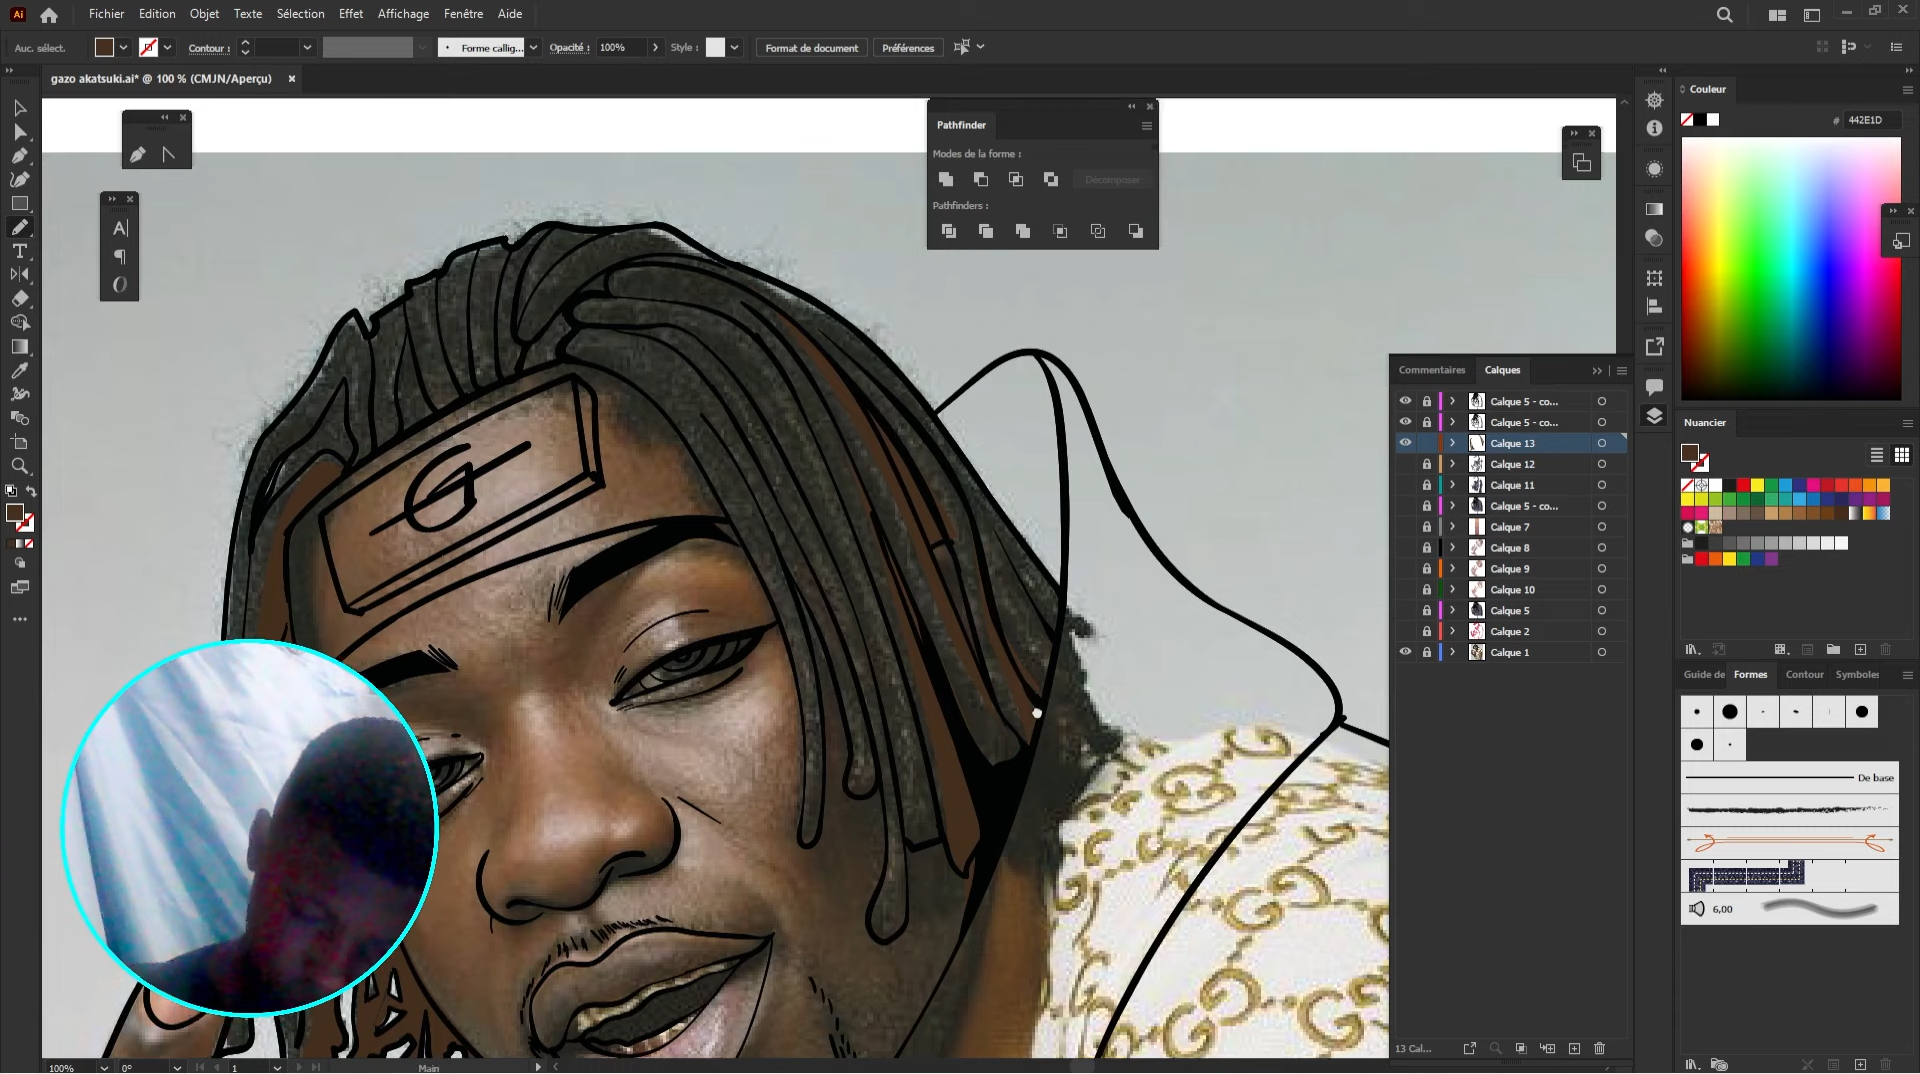 Ai Fichier Edition Objet Texte Sélection Effet Affichage Fenêtre Aide
Auc. sélect. Contour : Forme callig... Opacité : 100% Style : Format de document Préférences
gazo akatsuki.ai* @ 100 % (CMJN/Aperçu)
Pathfinder
Modes de la forme :
Décomposer
Pathfinders :
Couleur
# 442E1D
Commentaires Calques
Calque 5 - co...
Calque 5 - co...
Calque 13
Calque 12
Calque 11
Calque 5 - co...
Calque 7
Calque 8
Calque 9
Calque 10
Calque 5
Calque 2
Calque 1
13 Cal...
Nuancier
Guide de Formes Contour Symboles
De base
6,00
100% 0° 1 Main